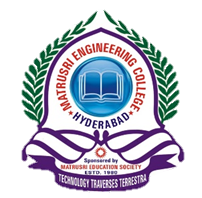 MATRUSRI ENGINEERING COLLEGE
HYDERABAD
Sponsored by
MATRUSRI EDUCATION SOCIETY
ESTD: 1980
TECHNOLOGY TRAVERSES TERRESTRA